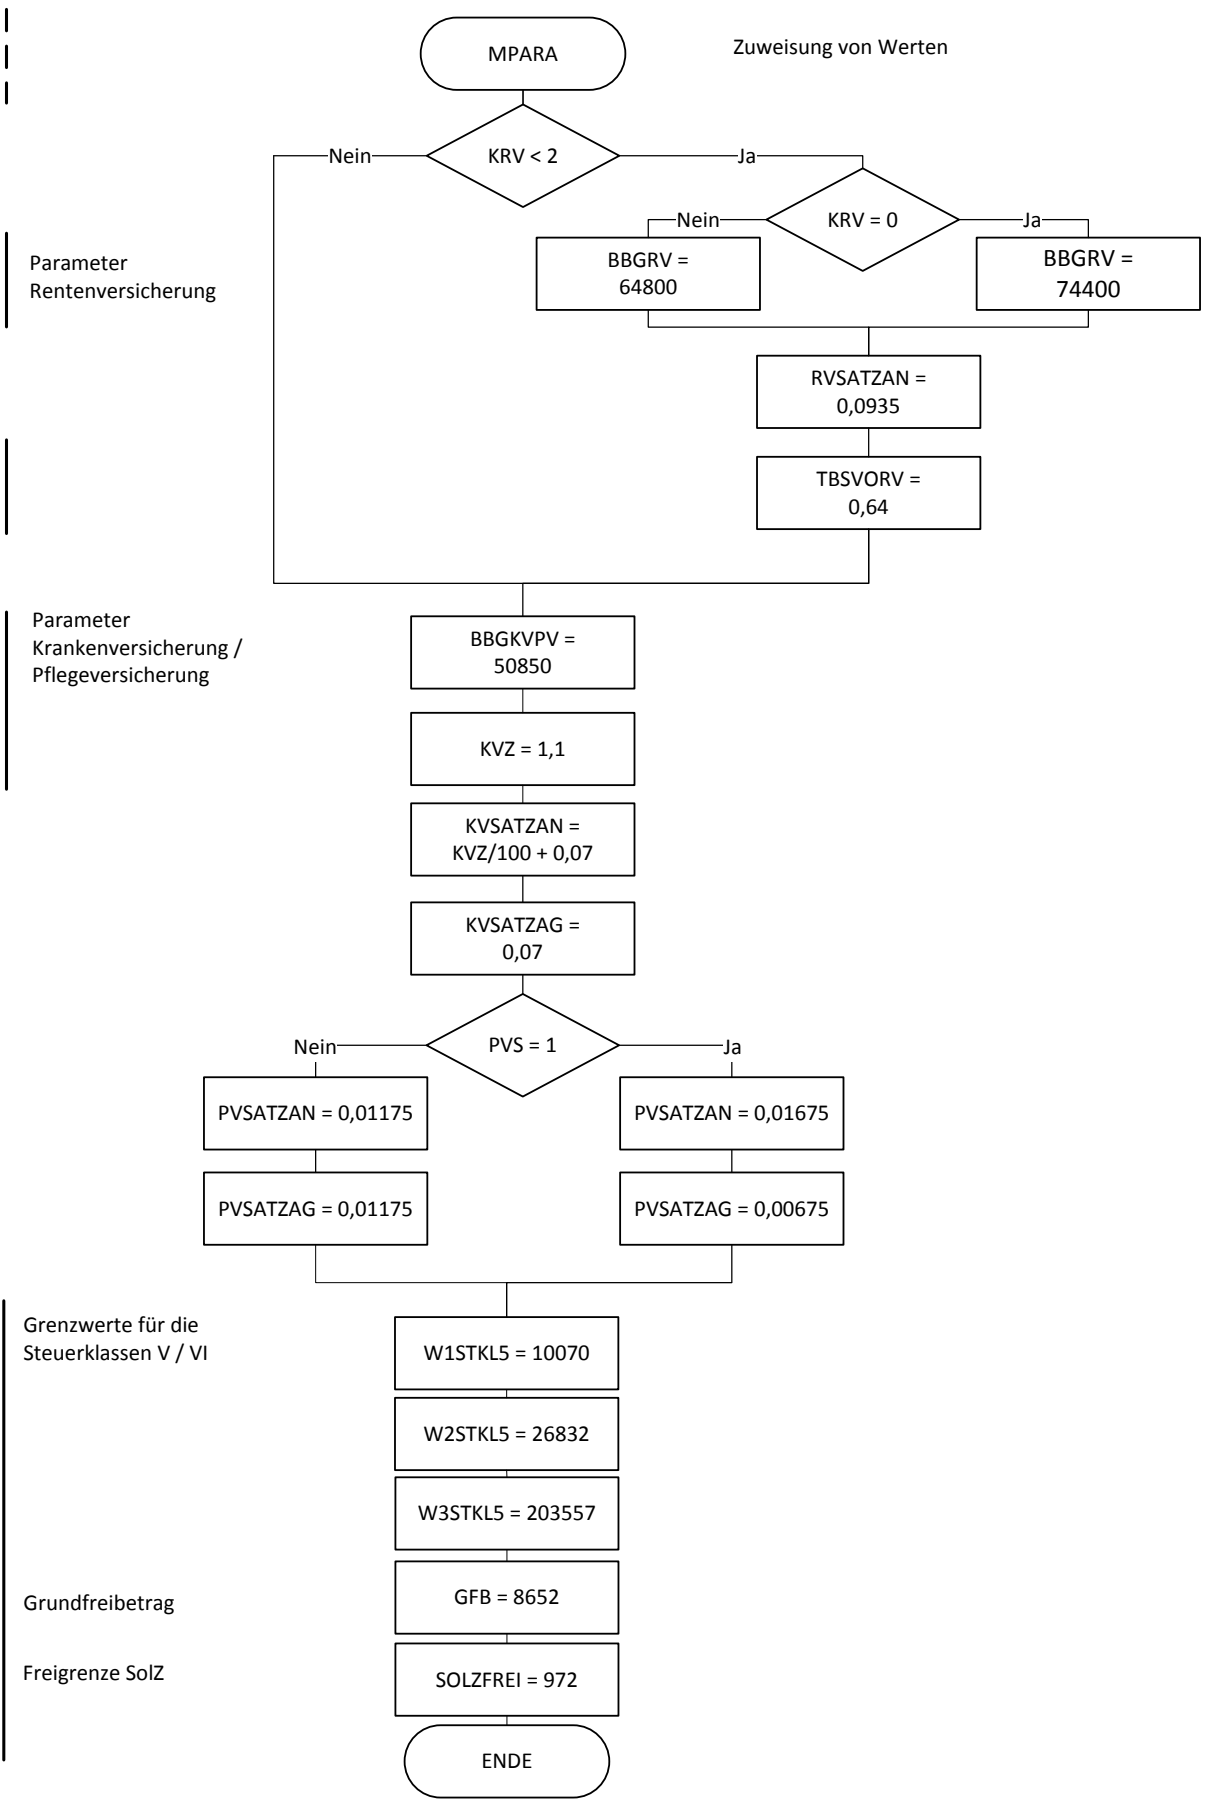 MPARA
Zuweisung von Werten
Nein
KRV < 2
Ja
Nein
KRV = 0
Ja
Parameter
Rentenversicherung
BBGRV =
64800
BBGRV =
74400
RVSATZAN =
0,0935
TBSVORV =
0,64
Parameter
Krankenversicherung /
Pflegeversicherung
BBGKVPV =
50850
KVZ = 1,1
KVSATZAN =
KVZ/100 + 0,07
KVSATZAG =
0,07
Nein
PVS = 1
Ja
PVSATZAN = 0,01175
PVSATZAN = 0,01675
PVSATZAG = 0,01175
PVSATZAG = 0,00675
Grenzwerte für die
Steuerklassen V / VI
W1STKL5 = 10070
W2STKL5 = 26832
W3STKL5 = 203557
Grundfreibetrag
GFB = 8652
Freigrenze SolZ
SOLZFREI = 972
ENDE